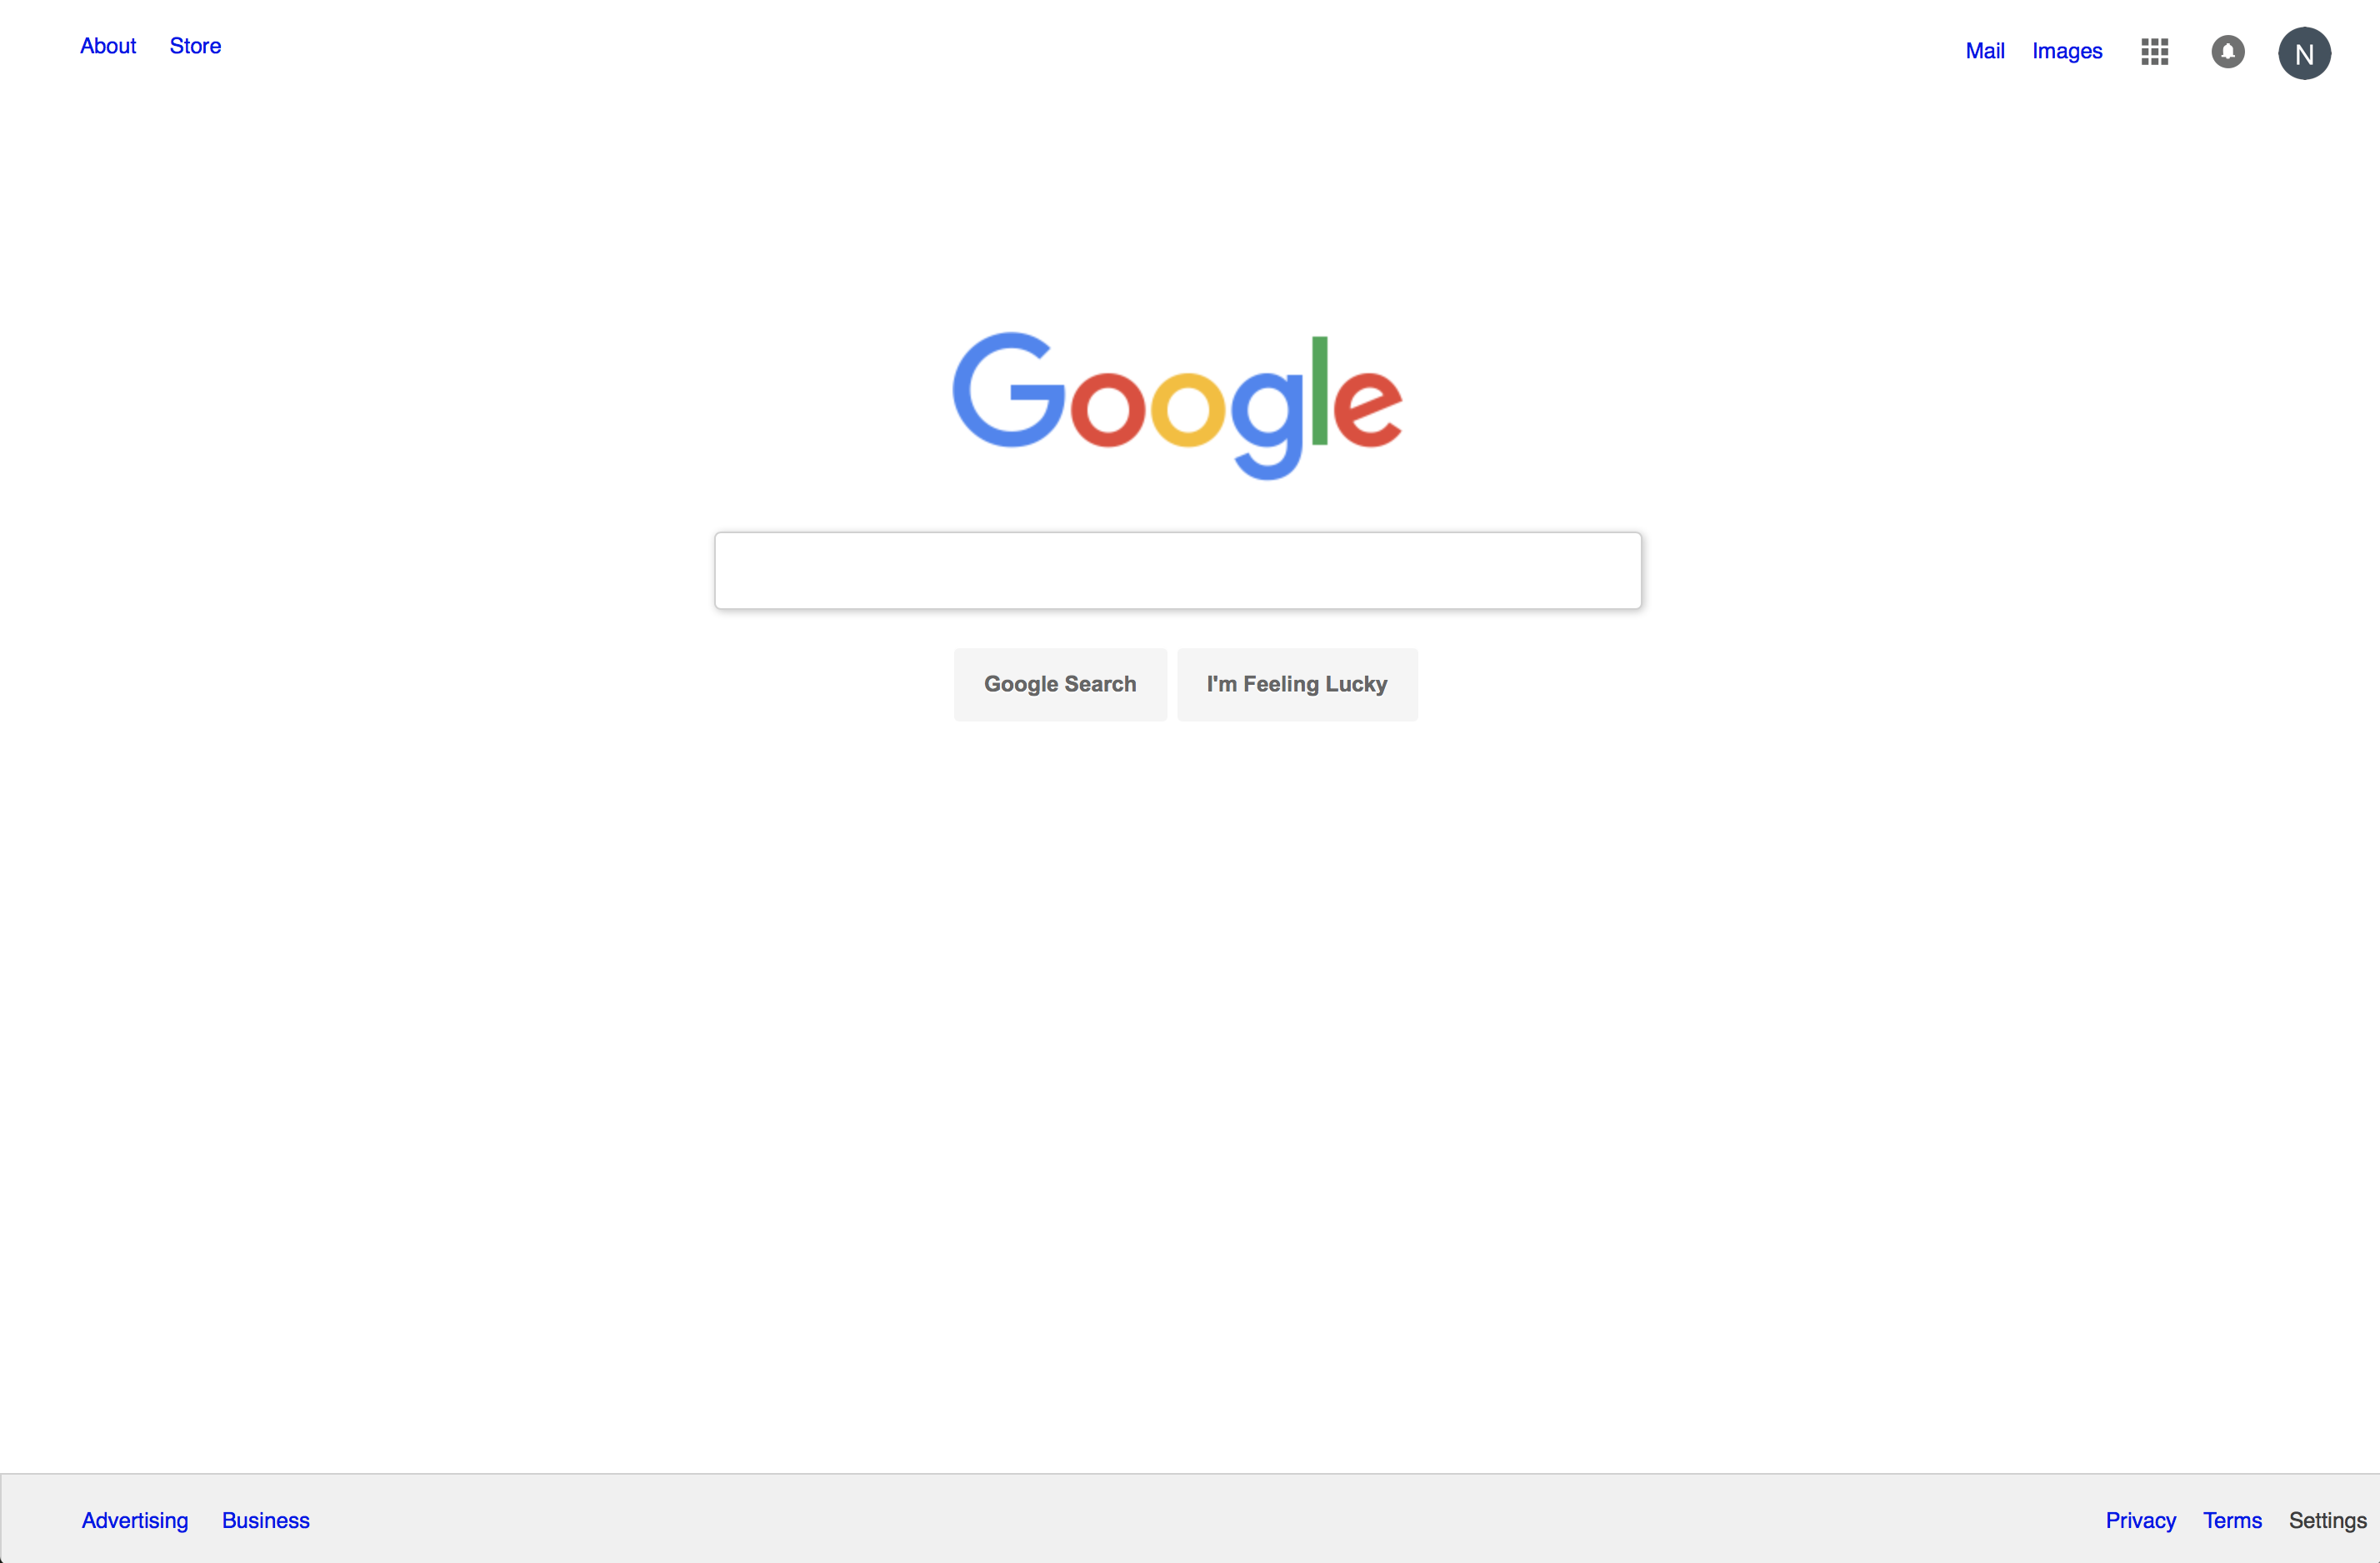 About Store Mail Images N
Google
Google Search I'm Feeling Lucky
Advertising Business Privacy Terms Settings